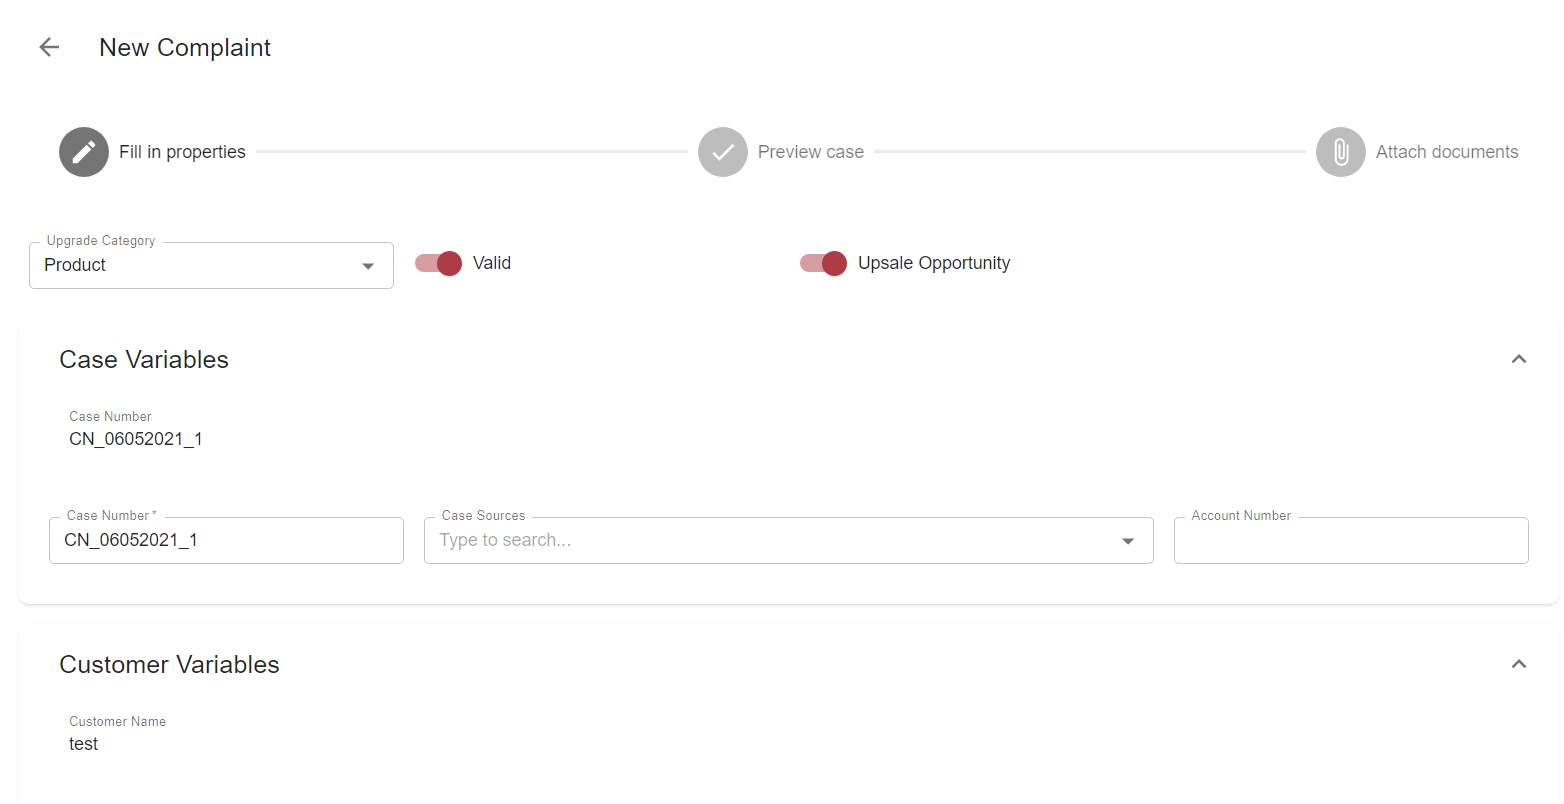 New Complaint
Fill in properties
Preview case
Attach documents
Upgrade Category
Product
Valid
Upsale Opportunity
Case Variables
Case Number
CN_06052021_1
Case Number *
CN_06052021_1
Case Sources
Type to search...
Account Number
Customer Variables
Customer Name
test